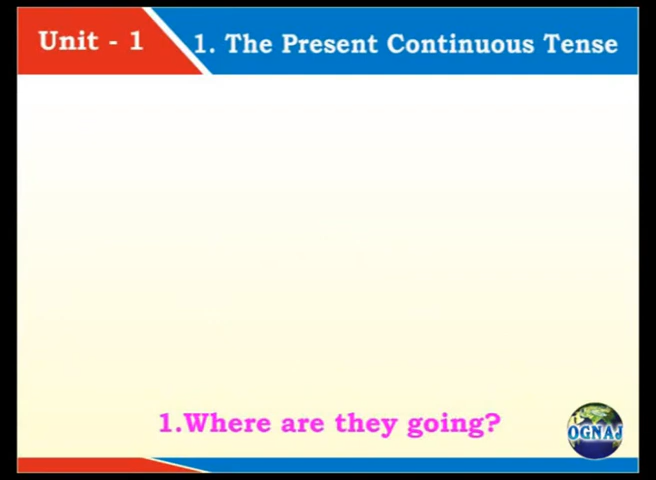 Unit - 1
1. The Present Continuous Tense
1.Where are they going?
OGNAJ